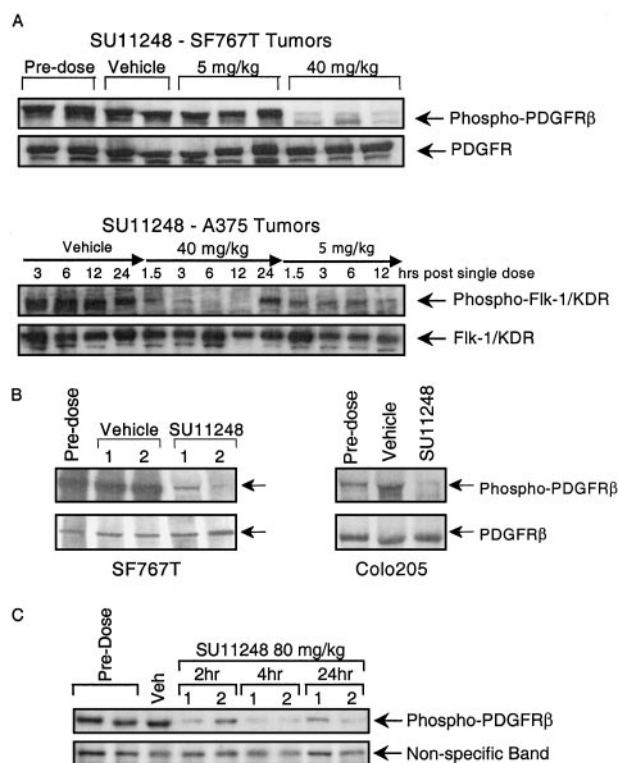 A
SU11248 - SF767T Tumors
Pre-dose Vehicle 5 mg/kg 40 mg/kg
Phospho-PDGFRβ
PDGFR
SU11248 - A375 Tumors
Vehicle 40 mg/kg 5 mg/kg
3 6 12 24 1.5 3 6 12 24 1.5 3 6 12 hrs post single dose
Phospho-Flk-1/KDR
Flk-1/KDR
B
Pre-dose Vehicle SU11248
1 2 1 2
SF767T
Pre-dose Vehicle SU11248
Phospho-PDGFRβ
PDGFRβ
Colo205
C
Pre-Dose Veh SU11248 80 mg/kg
2hr 4hr 24hr
1 2 1 2 1 2
Phospho-PDGFRβ
Non-specific Band